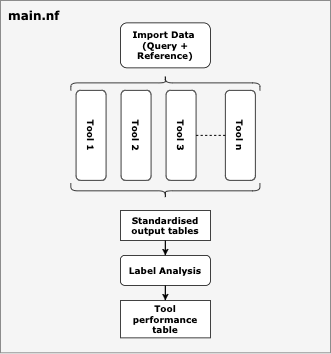 main.nf
Import Data
(Query +
Reference)
Tool 1
Tool 2
Tool 3
Tool n
Standardised
output tables
Label Analysis
Tool
performance
table